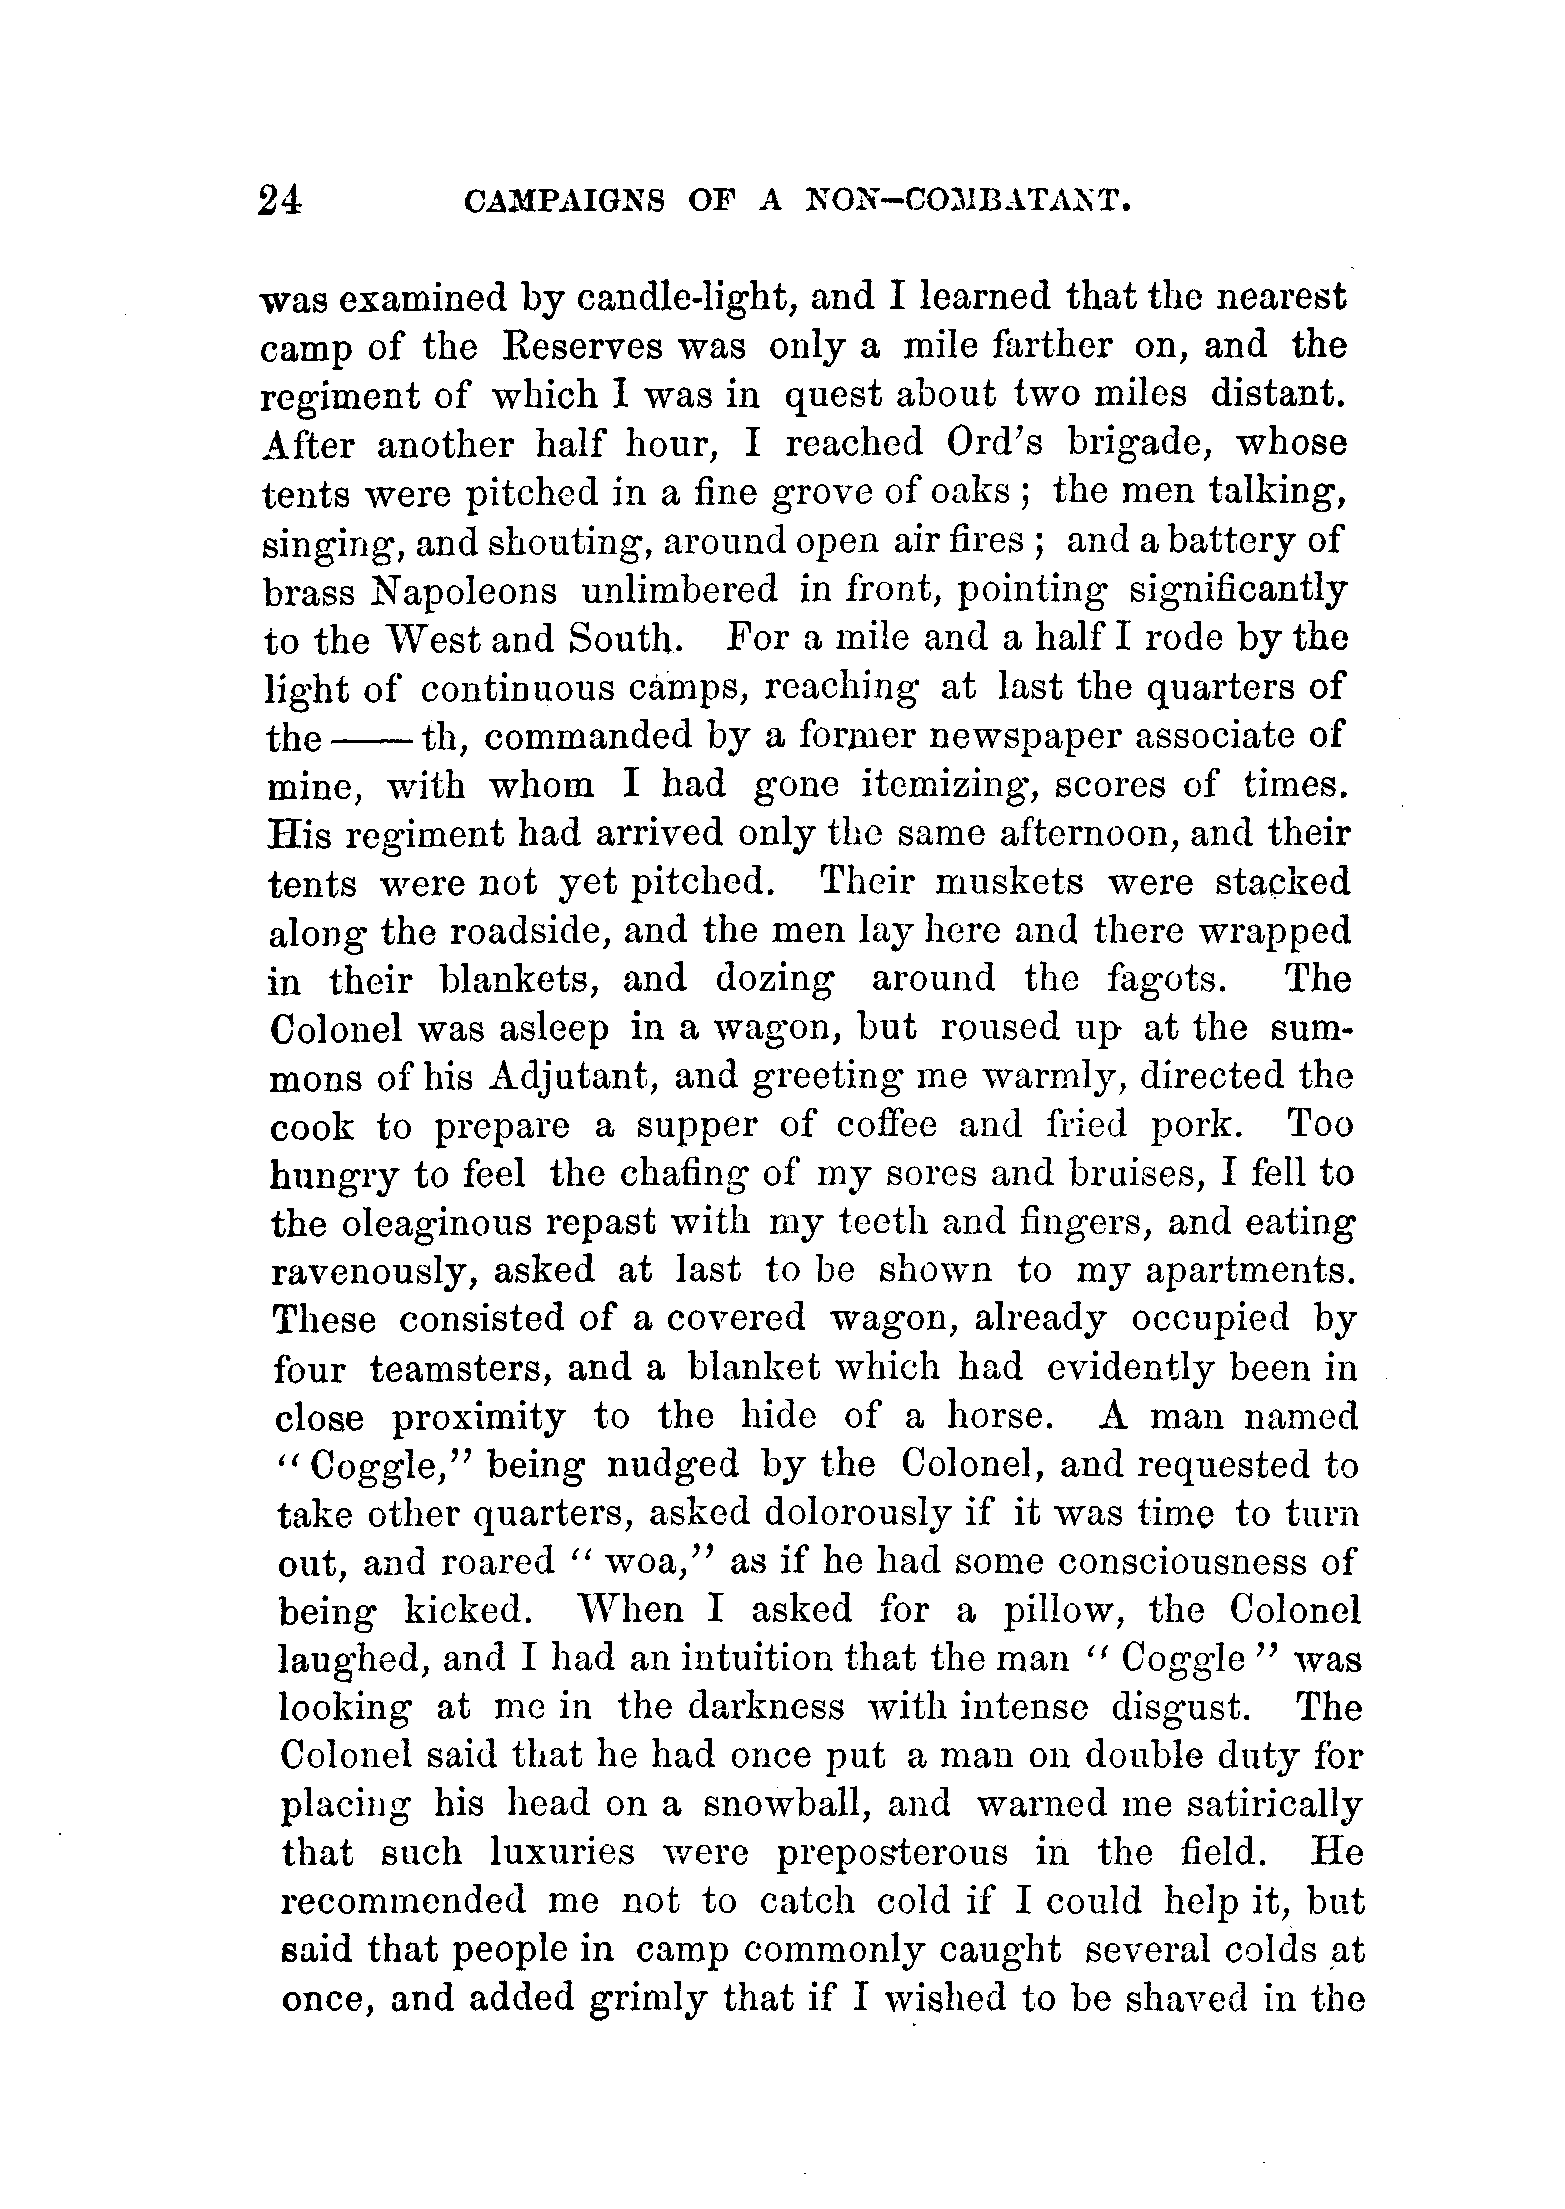 24 CAMPAIGNS OF A NON-COMBATANT.
was examined by candle-light, and I learned that the nearest
camp of the Reserves was only a mile farther on, and the
regiment of which I was in quest about two miles distant.
After another half hour, I reached Ord's brigade, whose
tents were pitched in a fine grove of oaks; the men talking,
singing, and shouting, around open air fires; and a battery of
brass Napoleons unlimbered in front, pointing significantly
to the West and South. For a mile and a half I rode by the
light of continuous camps, reaching at last the quarters of
the ——th, commanded by a former newspaper associate of
mine, with whom I had gone itemizing, scores of times.
His regiment had arrived only the same afternoon, and their
tents were not yet pitched. Their muskets were stacked
along the roadside, and the men lay here and there wrapped
in their blankets, and dozing around the fagots. The
Colonel was asleep in a wagon, but roused up at the sum-
mons of his Adjutant, and greeting me warmly, directed the
cook to prepare a supper of coffee and fried pork. Too
hungry to feel the chafing of my sores and bruises, I fell to
the oleaginous repast with my teeth and fingers, and eating
ravenously, asked at last to be shown to my apartments.
These consisted of a covered wagon, already occupied by
four teamsters, and a blanket which had evidently been in
close proximity to the hide of a horse. A man named
"Coggle," being nudged by the Colonel, and requested to
take other quarters, asked dolorously if it was time to turn
out, and roared "woa," as if he had some consciousness of
being kicked. When I asked for a pillow, the Colonel
laughed, and I had an intuition that the man "Coggle" was
looking at me in the darkness with intense disgust. The
Colonel said that he had once put a man on double duty for
placing his head on a snowball, and warned me satirically
that such luxuries were preposterous in the field. He
recommended me not to catch cold if I could help it, but
said that people in camp commonly caught several colds at
once, and added grimly that if I wished to be shaved in the